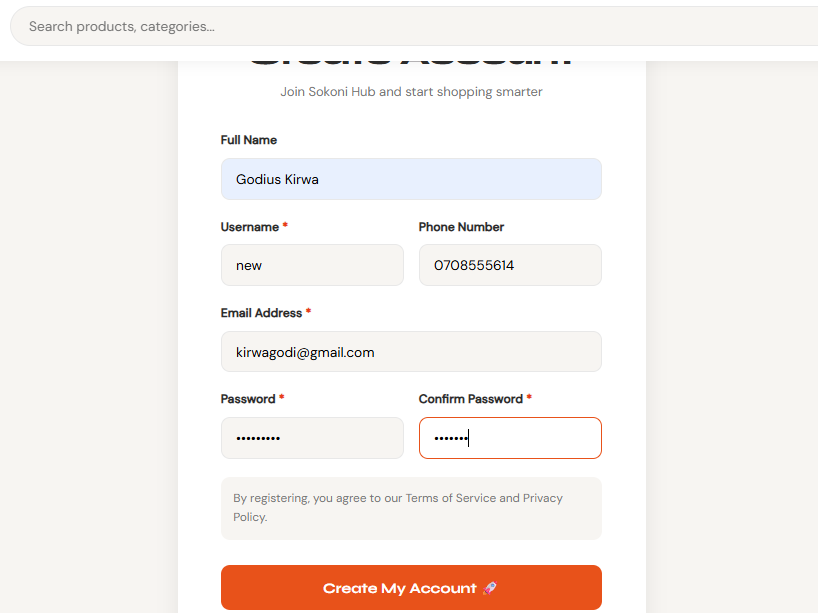 Search products, categories...
Create Account
Join Sokoni Hub and start shopping smarter
Full Name
Godius Kirwa
Username *
Phone Number
new
0708555614
Email Address *
kirwagodi@gmail.com
Password *
Confirm Password *
•••••••••
•••••••
By registering, you agree to our Terms of Service and Privacy
Policy.
Create My Account 🚀